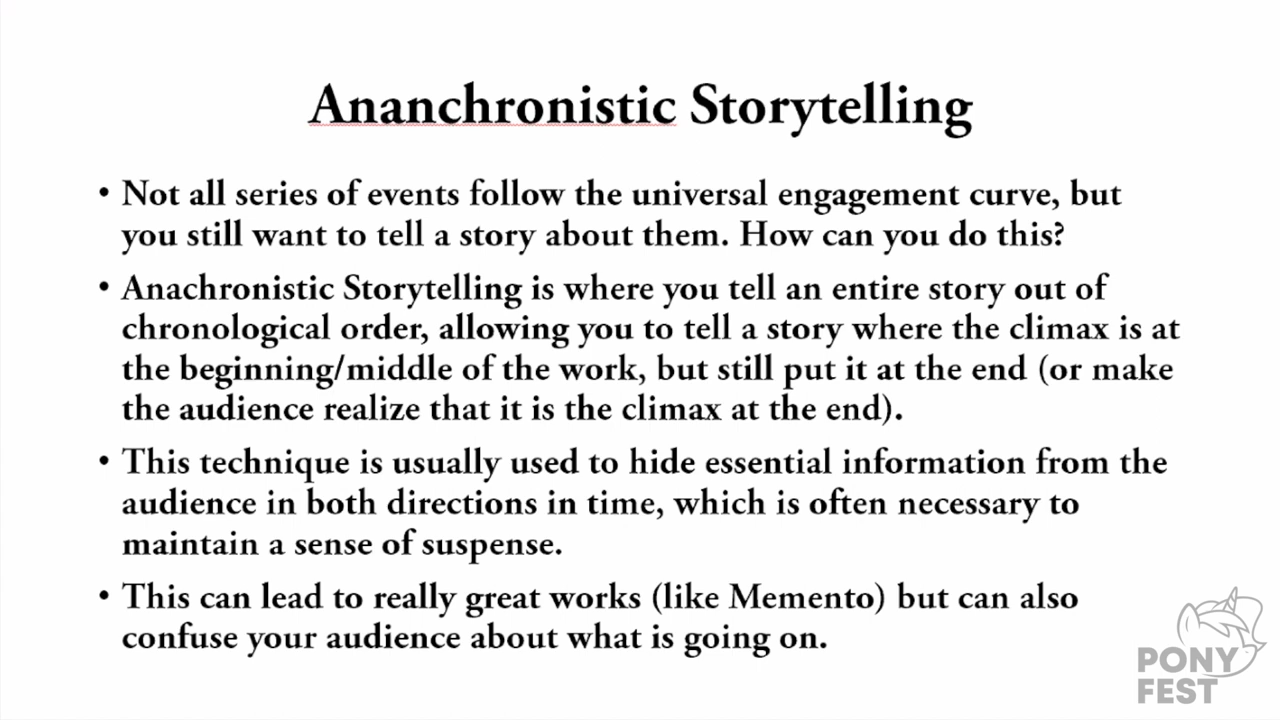 Ananchronistic Storytelling
• Not all series of events follow the universal engagement curve, but
you still want to tell a story about them. How can you do this?
• Anachronistic Storytelling is where you tell an entire story out of
chronological order, allowing you to tell a story where the climax is at
the beginning/middle of the work, but still put it at the end (or make
the audience realize that it is the climax at the end).
• This technique is usually used to hide essential information from the
audience in both directions in time, which is often necessary to
maintain a sense of suspense.
• This can lead to really great works (like Memento) but can also
confuse your audience about what is going on.
PONY
FEST